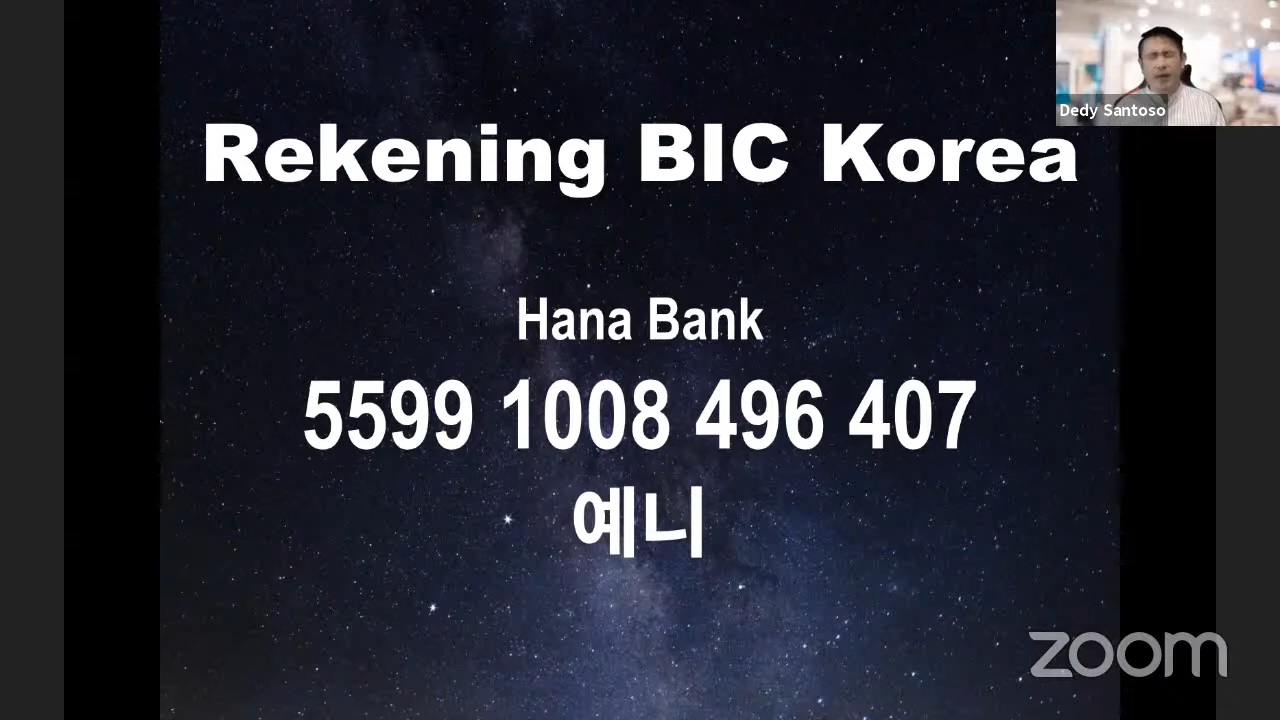 Dedy Santoso
Rekening BIC Korea
Hana Bank
5599 1008 496 407
예니
zoom